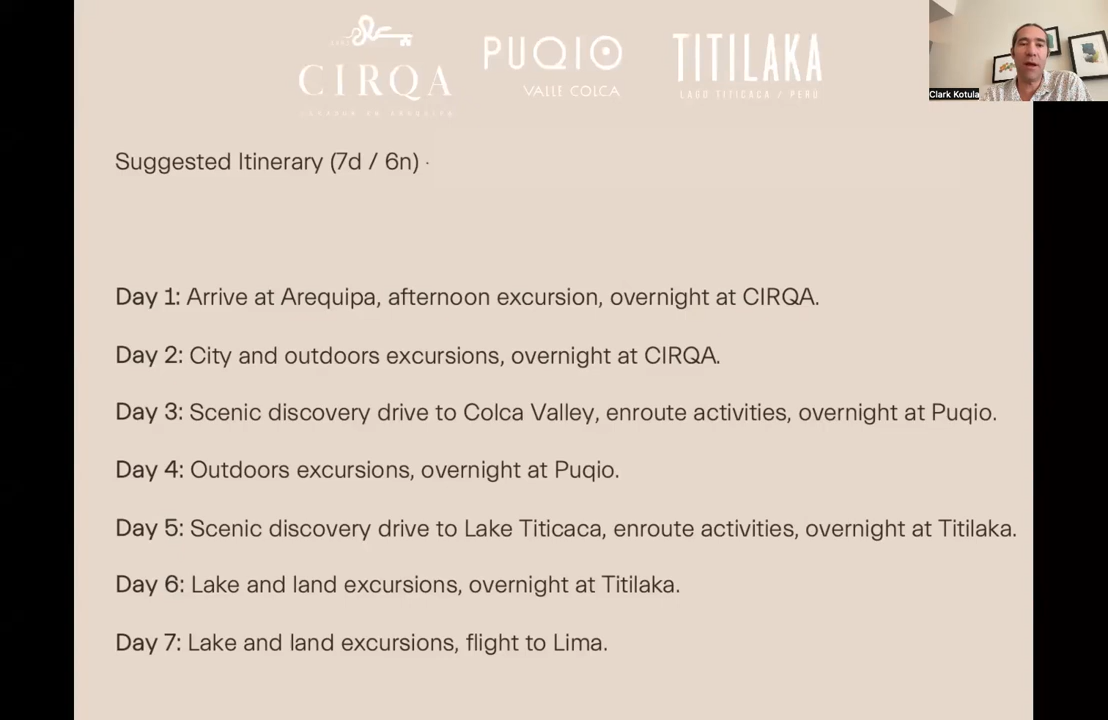 CIRQA
PUQIO
VALLE COLCA
TITILAKA
LAGO TITICACA / PERÚ
Clark Kotula
Suggested Itinerary (7d / 6n) ·
Day 1: Arrive at Arequipa, afternoon excursion, overnight at CIRQA.
Day 2: City and outdoors excursions, overnight at CIRQA.
Day 3: Scenic discovery drive to Colca Valley, enroute activities, overnight at Puqio.
Day 4: Outdoors excursions, overnight at Puqio.
Day 5: Scenic discovery drive to Lake Titicaca, enroute activities, overnight at Titilaka.
Day 6: Lake and land excursions, overnight at Titilaka.
Day 7: Lake and land excursions, flight to Lima.